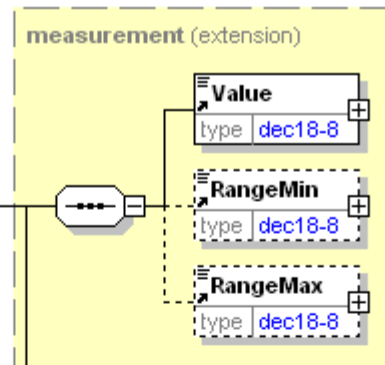 measurement (extension)
Value
type dec18-8
RangeMin
type dec18-8
RangeMax
type dec18-8